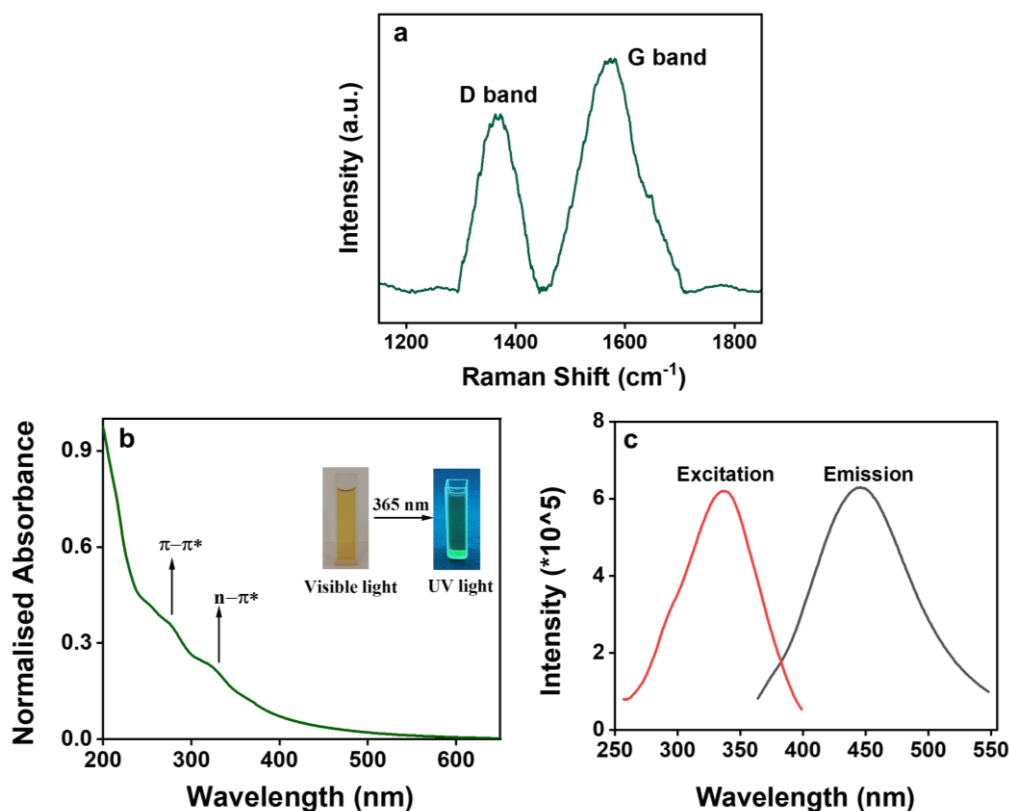 a
D band
G band
Intensity (a.u.)
1200 1400 1600 1800
Raman Shift (cm⁻¹)
b
0.9
0.6
0.3
0.0
Normalised Absorbance
π–π*
n–π*
365 nm
Visible light
UV light
200 300 400 500 600
Wavelength (nm)
c
8
6
4
2
0
Intensity (*10^5)
Excitation
Emission
250 300 350 400 450 500 550
Wavelength (nm)